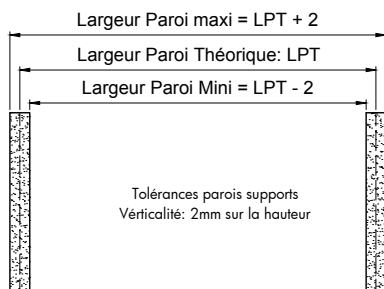 Largeur Paroi maxi = LPT + 2
Largeur Paroi Théorique: LPT
Largeur Paroi Mini = LPT - 2
Tolérances parois supports
Vérticalité: 2mm sur la hauteur